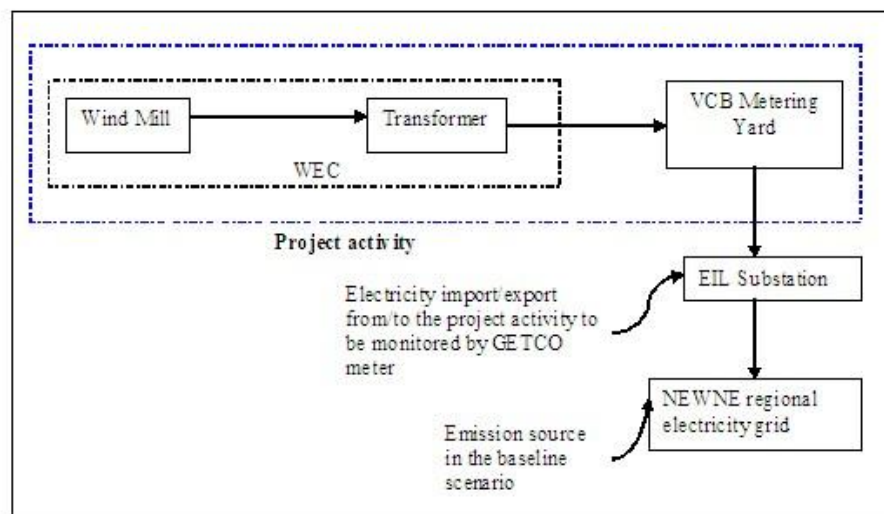 Wind Mill
Transformer
VCB Metering
Yard
WEC
Project activity
EIL Substation
Electricity import/export
from/to the project activity to
be monitored by GETCO
meter
NEWNE regional
electricity grid
Emission source
in the baseline
scenario